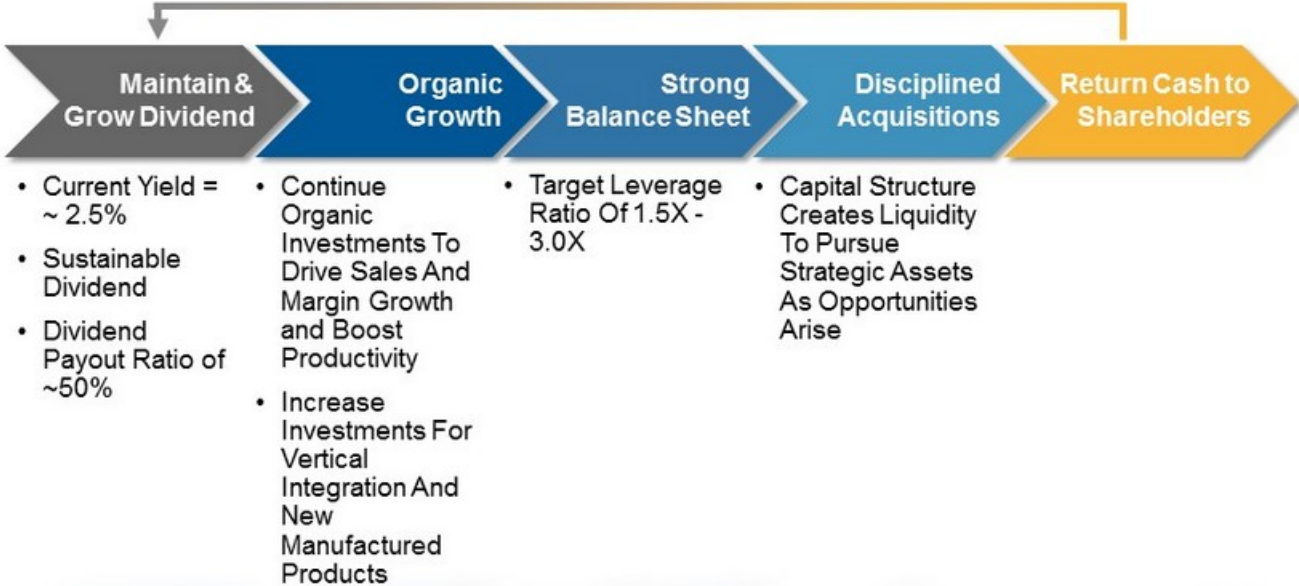 Maintain &
Grow Dividend
Organic
Growth
Strong
Balance Sheet
Disciplined
Acquisitions
Return Cash to
Shareholders
• Current Yield =
~ 2.5%
• Sustainable
Dividend
• Dividend
Payout Ratio of
~50%
• Continue
Organic
Investments To
Drive Sales And
Margin Growth
and Boost
Productivity
• Increase
Investments For
Vertical
Integration And
New
Manufactured
Products
• Target Leverage
Ratio Of 1.5X -
3.0X
• Capital Structure
Creates Liquidity
To Pursue
Strategic Assets
As Opportunities
Arise